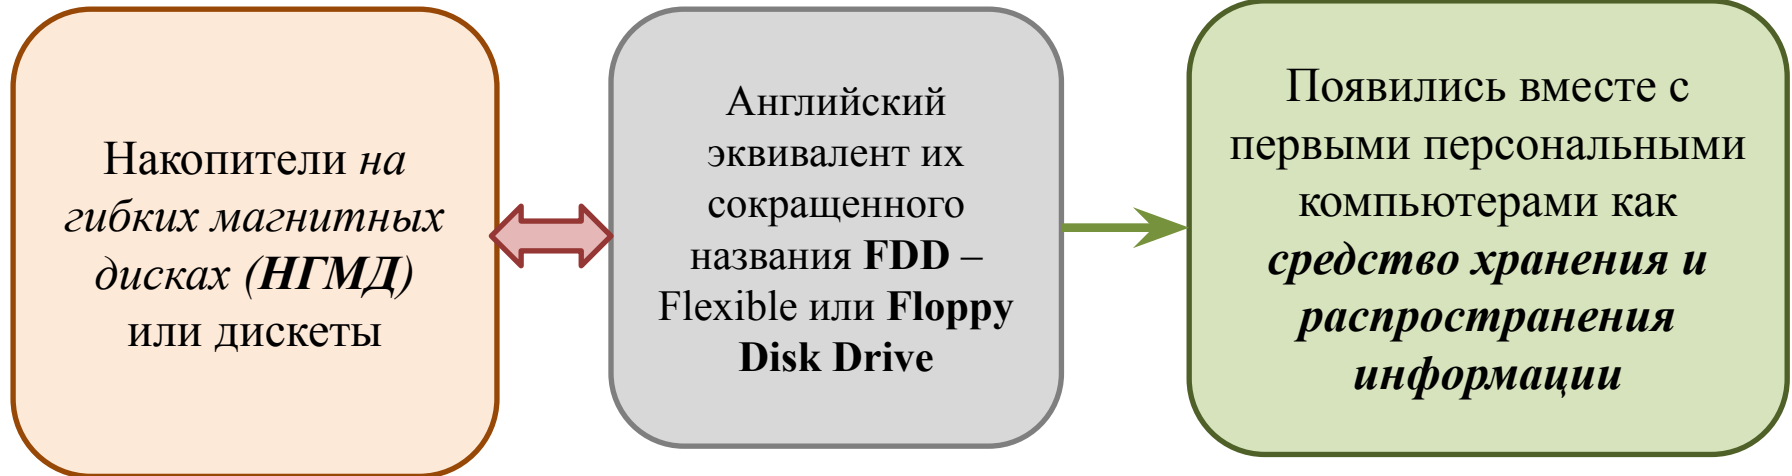 Накопители на
гибких магнитных
дисках (НГМД)
или дискеты
Английский
эквивалент их
сокращенного
названия FDD –
Flexible или Floppy
Disk Drive
Появились вместе с
первыми персональными
компьютерами как
средство хранения и
распространения
информации